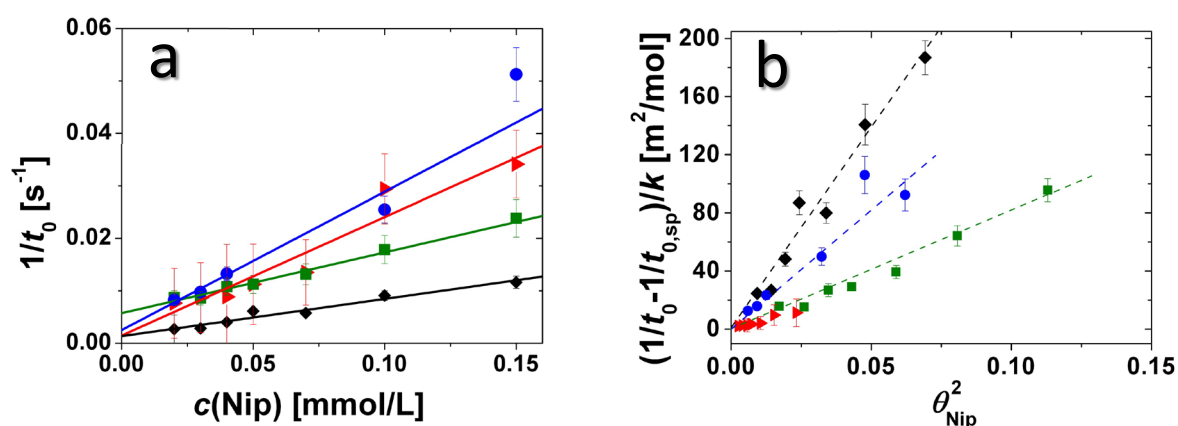 a
0.06
0.04
0.02
0.00
1/t₀ [s⁻¹]
0.00 0.05 0.10 0.15
c(Nip) [mmol/L]
b
200
160
120
80
40
0
(1/t₀-1/t₀,sp)/k [m²/mol]
0.00 0.05 0.10 0.15
θ²Nip